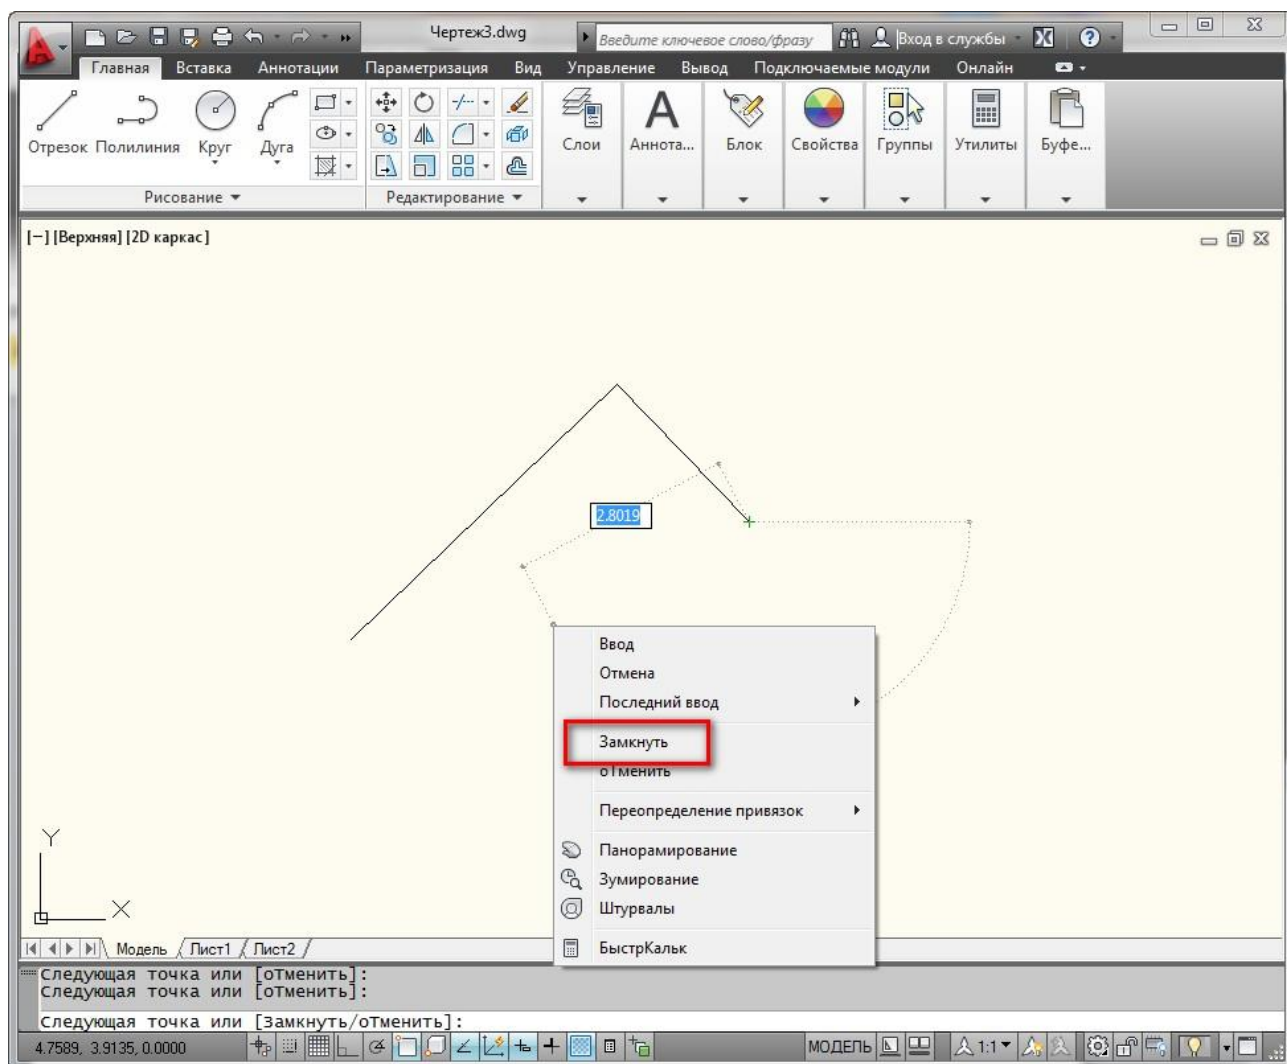 Чертеж3.dwg
Введите ключевое слово/фразу
Вход в службы
Главная Вставка Аннотации Параметризация Вид Управление Вывод Подключаемые модули Онлайн
Отрезок Полилиния Круг Дуга Слои Аннота... Блок Свойства Группы Утилиты Буфе...
Рисование Редактирование
[−] [Верхняя] [2D каркас]
2.8019
Ввод
Отмена
Последний ввод
Замкнуть
оТменить
Переопределение привязок
Панорамирование
Зумирование
Штурвалы
БыстрКальк
Y
X
Модель Лист1 Лист2
Следующая точка или [оТменить]:
Следующая точка или [оТменить]:
Следующая точка или [Замкнуть/оТменить]:
4.7589, 3.9135, 0.0000 МОДЕЛЬ 1:1